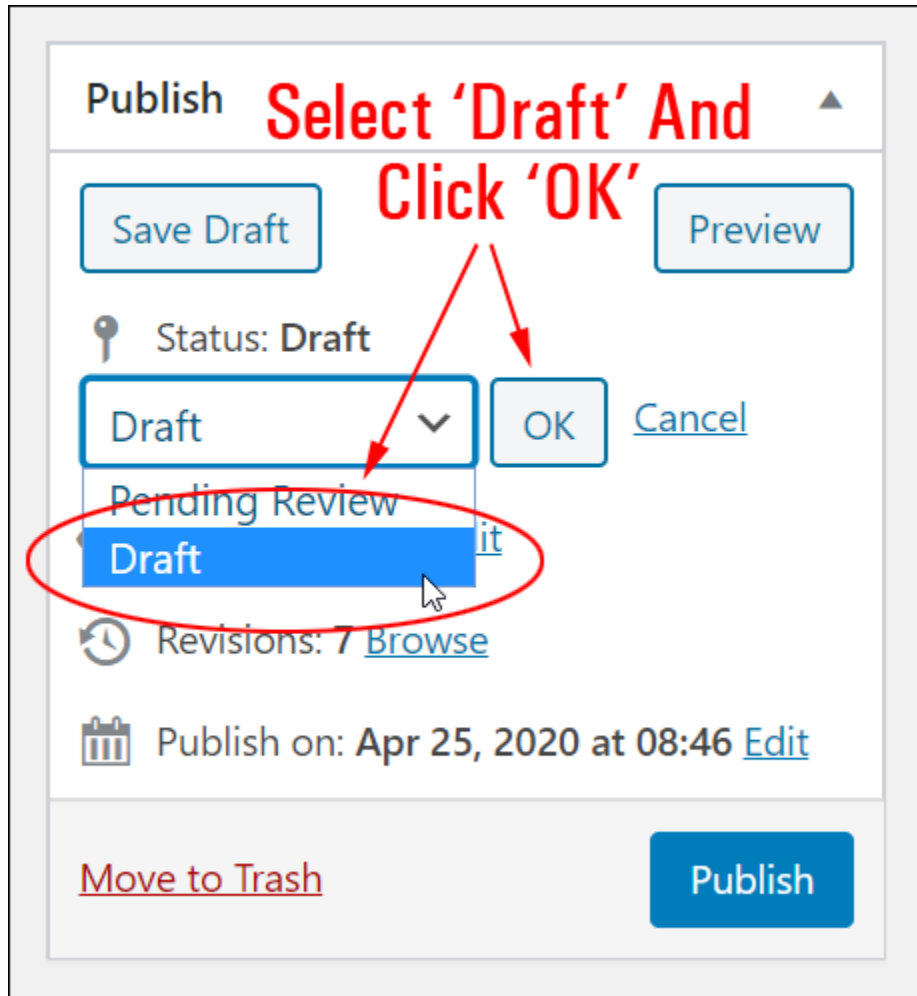 Publish
Select ‘Draft’ And
Click ‘OK’
Save Draft
Preview
Status: Draft
Draft
OK
Cancel
Pending Review
Draft
Revisions: 7 Browse
Publish on: Apr 25, 2020 at 08:46 Edit
Move to Trash
Publish